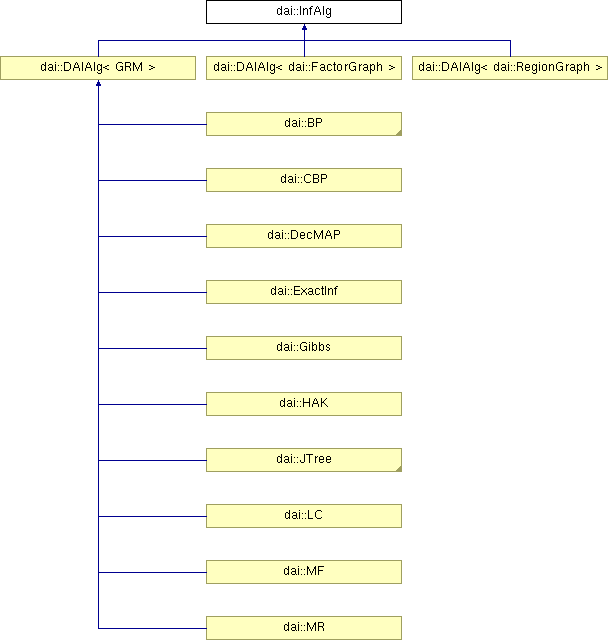 dai::InfAlg
dai::DAIAlg< GRM >
dai::DAIAlg< dai::FactorGraph >
dai::DAIAlg< dai::RegionGraph >
dai::BP
dai::CBP
dai::DecMAP
dai::ExactInf
dai::Gibbs
dai::HAK
dai::JTree
dai::LC
dai::MF
dai::MR